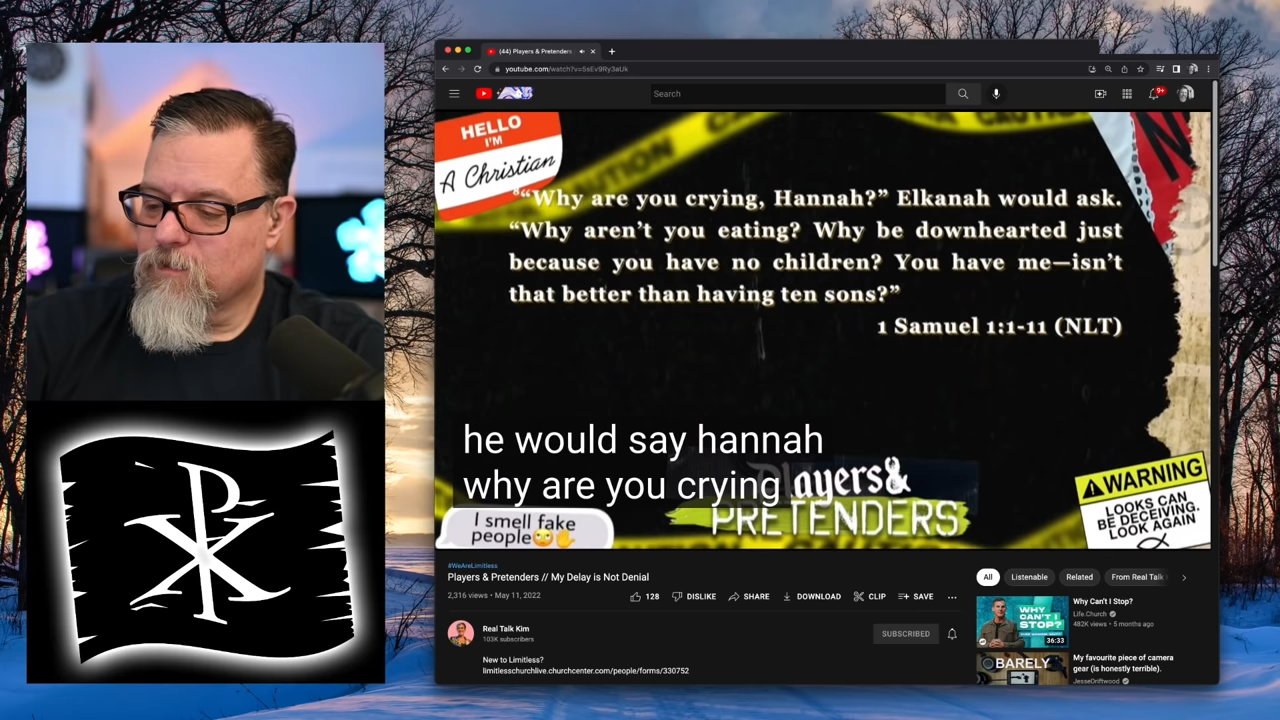 (44) Players & Pretenders
youtube.com/watch?v=5sEv9Ry3aUk
Search
9+
HELLO
I'M
A Christian
CAUTION
8“Why are you crying, Hannah?” Elkanah would ask.
“Why aren’t you eating? Why be downhearted just
because you have no children? You have me—isn’t
that better than having ten sons?”
1 Samuel 1:1-11 (NLT)
he would say hannah
why are you crying
Players&
PRETENDERS
I smell fake
people🙄✋
WARNING
LOOKS CAN
BE DECEIVING.
LOOK AGAIN
#WeAreLimitless
Players & Pretenders // My Delay is Not Denial
2,316 views • May 11, 2022
128
DISLIKE
SHARE
DOWNLOAD
CLIP
SAVE
Real Talk Kim
103K subscribers
SUBSCRIBED
New to Limitless?
limitlesschurchlive.churchcenter.com/people/forms/330752
All
Listenable
Related
From Real Talk
WHY
CAN'T I
STOP?
36:33
Why Can't I Stop?
Life.Church
482K views • 5 months ago
BARELY
My favourite piece of camera
gear (is honestly terrible).
JesseDriftwood